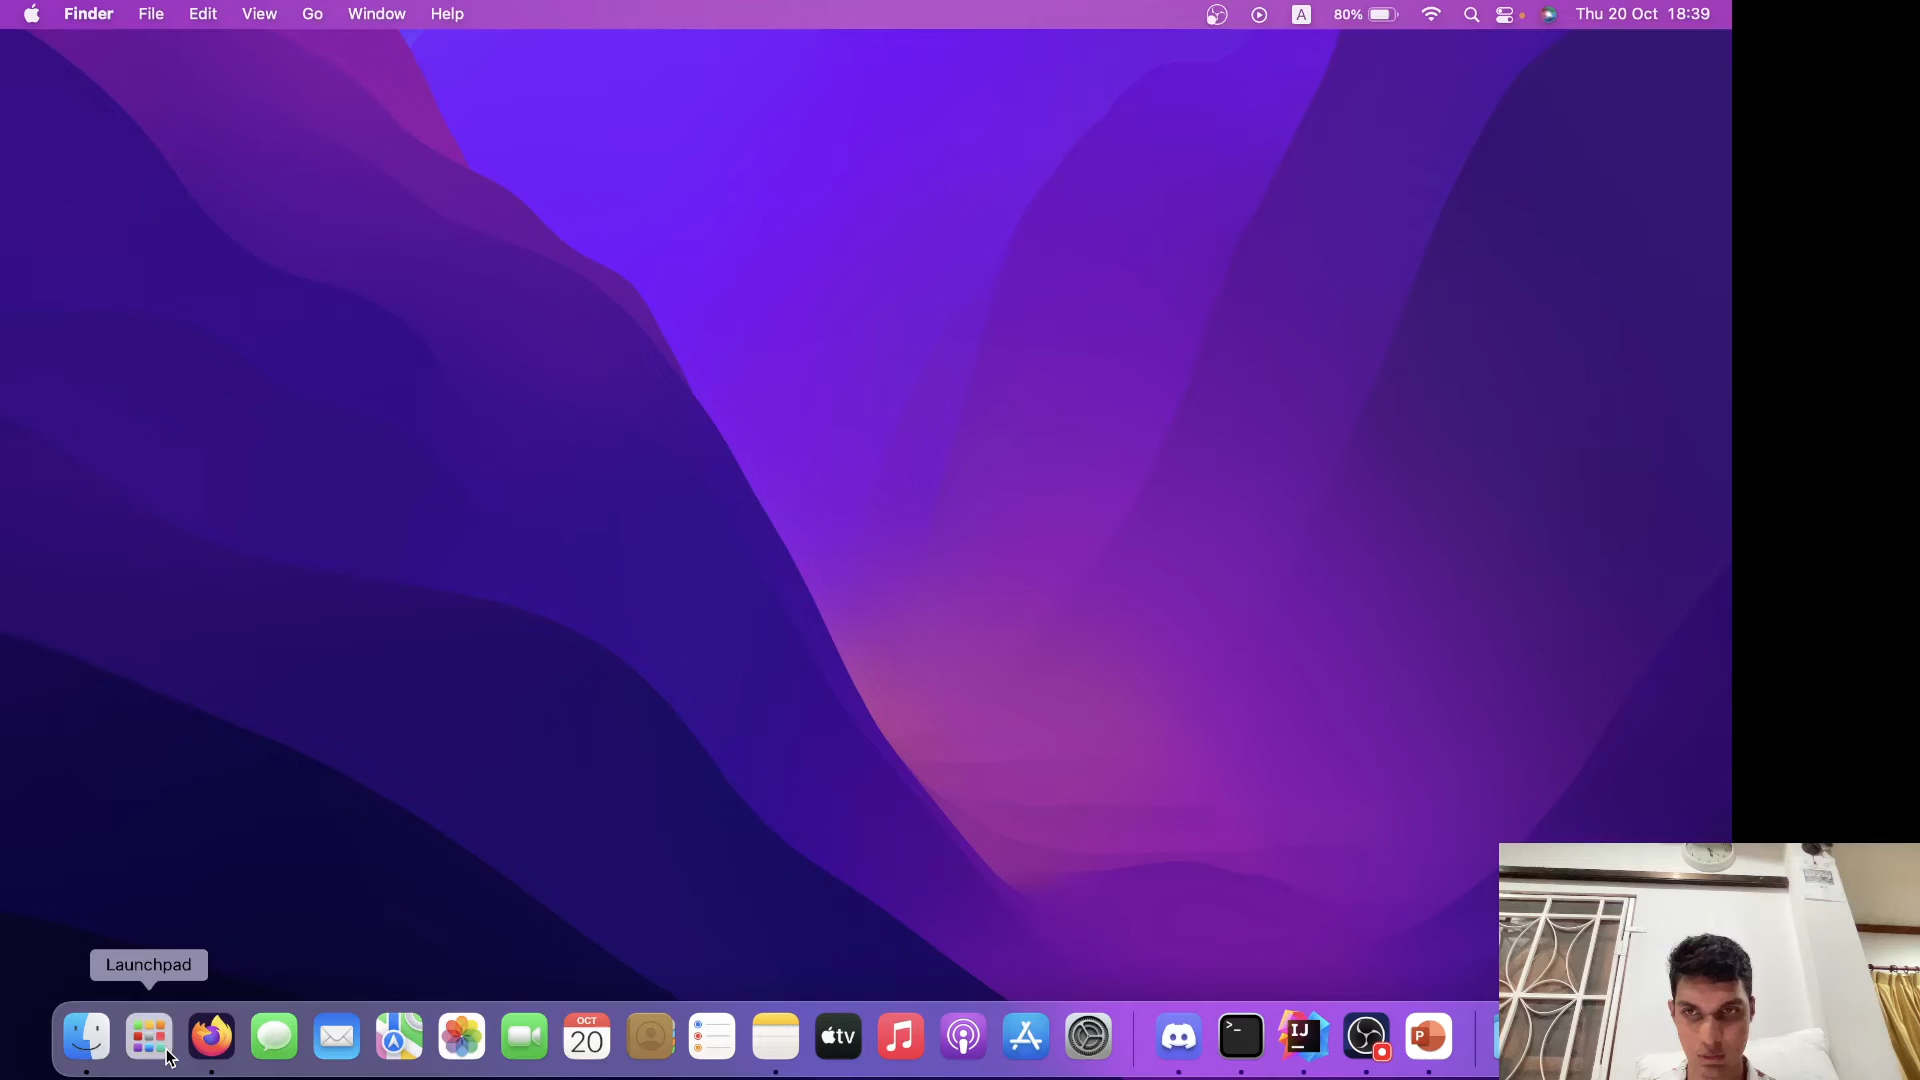 Finder File Edit View Go Window Help A 80% Thu 20 Oct 18:39
Launchpad
OCT
20
tv
>_
IJ
P